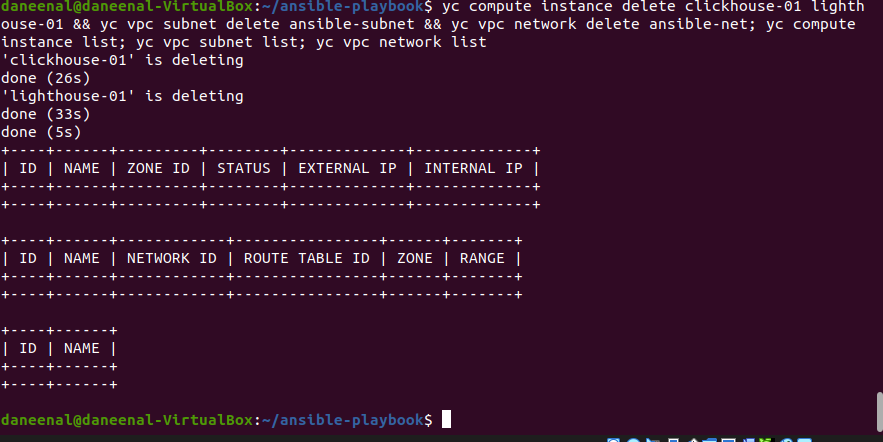 daneenal@daneenal-VirtualBox:~/ansible-playbook$ yc compute instance delete clickhouse-01 lighth
ouse-01 && yc vpc subnet delete ansible-subnet && yc vpc network delete ansible-net; yc compute
instance list; yc vpc subnet list; yc vpc network list
'clickhouse-01' is deleting
done (26s)
'lighthouse-01' is deleting
done (33s)
done (5s)
+----+------+---------+--------+-------------+-------------+
| ID | NAME | ZONE ID | STATUS | EXTERNAL IP | INTERNAL IP |
+----+------+---------+--------+-------------+-------------+
+----+------+---------+--------+-------------+-------------+
+----+------+------------+----------------+------+-------+
| ID | NAME | NETWORK ID | ROUTE TABLE ID | ZONE | RANGE |
+----+------+------------+----------------+------+-------+
+----+------+------------+----------------+------+-------+
+----+------+
| ID | NAME |
+----+------+
+----+------+
daneenal@daneenal-VirtualBox:~/ansible-playbook$